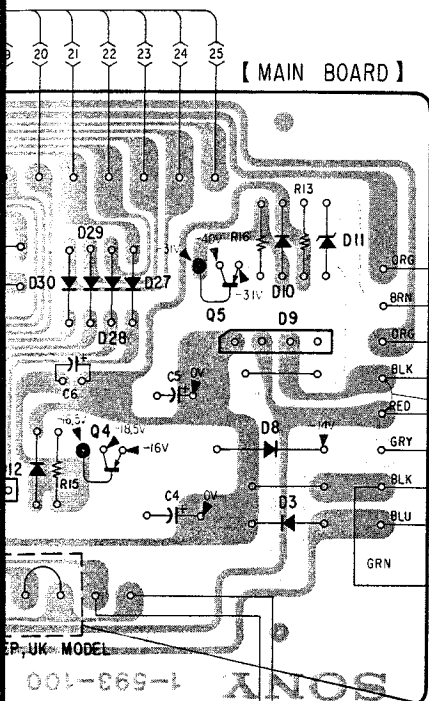 20 21 22 23 24 25
【 MAIN BOARD 】
R13
D29
-31V
-40V
R16
D11
ORG
D30
D27
-31V
D10
BRN
Q5
D9
D28
ORG
C5
0V
BLK
C6
RED
-16.5V
Q4
-18.5V
D8
-14V
-16V
GRY
R15
C4
0V
D3
BLK
BLU
GRN
UK MODEL
1-593-100 SONY